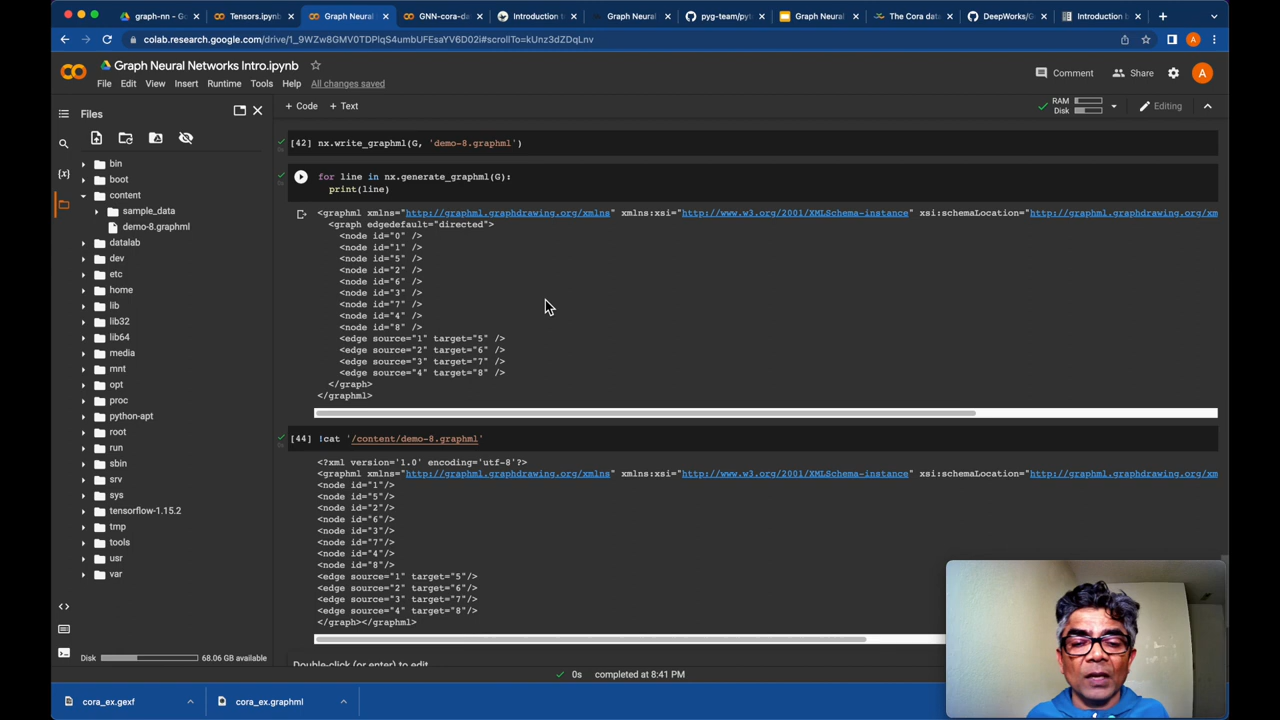 graph-nn - Go
Tensors.ipynb
Graph Neural
GNN-cora-da
Introduction
Graph Neural
pyg-team/pyt
Graph Neural
The Cora dat
DeepWorks/G
Introduction b
colab.research.google.com/drive/1_9WZw8GMV0TDPlqS4umbUFEsaYV6D02i#scrollTo=kUnz3dZDqLnv
A
Graph Neural Networks Intro.ipynb
File Edit View Insert Runtime Tools Help All changes saved
Comment Share A
Files
+ Code + Text
RAM
Disk
Editing
bin
boot
content
sample_data
demo-8.graphml
datalab
dev
etc
home
lib
lib32
lib64
media
mnt
opt
proc
python-apt
root
run
sbin
srv
sys
tensorflow-1.15.2
tmp
tools
usr
var
Disk 68.06 GB available
[42] nx.write_graphml(G, 'demo-8.graphml')
0s
for line in nx.generate_graphml(G):
print(line)
0s
<graphml xmlns="http://graphml.graphdrawing.org/xmlns" xmlns:xsi="http://www.w3.org/2001/XMLSchema-instance" xsi:schemaLocation="http://graphml.graphdrawing.org/xm
<graph edgedefault="directed">
<node id="0" />
<node id="1" />
<node id="5" />
<node id="2" />
<node id="6" />
<node id="3" />
<node id="7" />
<node id="4" />
<node id="8" />
<edge source="1" target="5" />
<edge source="2" target="6" />
<edge source="3" target="7" />
<edge source="4" target="8" />
</graph>
</graphml>
[44] !cat '/content/demo-8.graphml'
0s
<?xml version='1.0' encoding='utf-8'?>
<graphml xmlns="http://graphml.graphdrawing.org/xmlns" xmlns:xsi="http://www.w3.org/2001/XMLSchema-instance" xsi:schemaLocation="http://graphml.graphdrawing.org/xm
<node id="1"/>
<node id="5"/>
<node id="2"/>
<node id="6"/>
<node id="3"/>
<node id="7"/>
<node id="4"/>
<node id="8"/>
<edge source="1" target="5"/>
<edge source="2" target="6"/>
<edge source="3" target="7"/>
<edge source="4" target="8"/>
</graph></graphml>
Double-click (or enter) to edit
0s completed at 8:41 PM
cora_ex.gexf
cora_ex.graphml